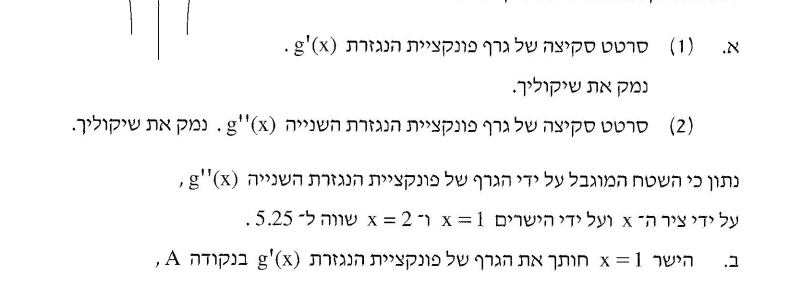 א. (1) סרטט סקיצה של גרף פונקציית הנגזרת g'(x) .
נמק את שיקוליך.
(2) סרטט סקיצה של גרף פונקציית הנגזרת השנייה g''(x) . נמק את שיקוליך.
נתון כי השטח המוגבל על ידי הגרף של פונקציית הנגזרת השנייה g''(x) ,
על ידי ציר ה־ x ועל ידי הישרים x = 1 ו־ x = 2 שווה ל־ 5.25 .
ב. הישר x = 1 חותך את הגרף של פונקציית הנגזרת g'(x) בנקודה A ,